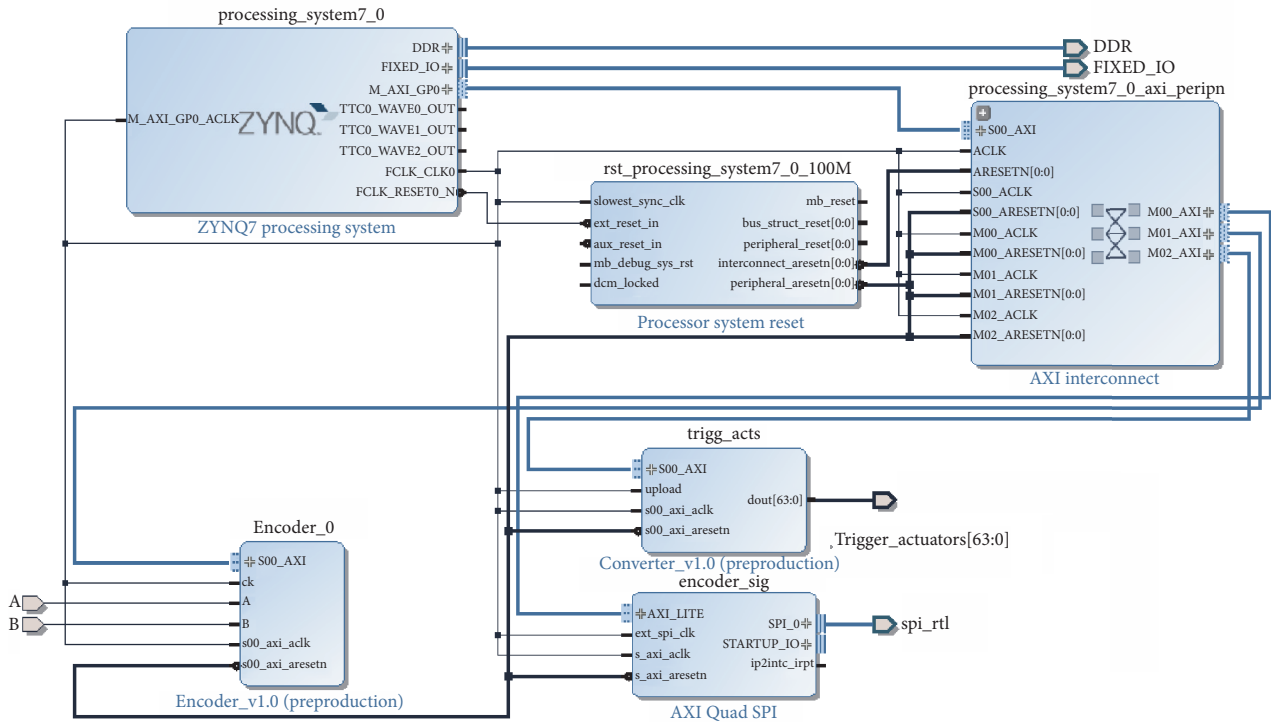 processing_system7_0
DDR
FIXED_IO
M_AXI_GP0
M_AXI_GP0_ACLK
ZYNQ
TTC0_WAVE0_OUT
TTC0_WAVE1_OUT
TTC0_WAVE2_OUT
FCLK_CLK0
FCLK_RESET0_N
ZYNQ7 processing system
DDR
FIXED_IO
processing_system7_0_axi_peripn
S00_AXI
ACLK
ARESETN[0:0]
S00_ACLK
S00_ARESETN[0:0]
M00_ACLK
M00_ARESETN[0:0]
M01_ACLK
M01_ARESETN[0:0]
M02_ACLK
M02_ARESETN[0:0]
M00_AXI
M01_AXI
M02_AXI
AXI interconnect
rst_processing_system7_0_100M
slowest_sync_clk
ext_reset_in
aux_reset_in
mb_debug_sys_rst
dcm_locked
mb_reset
bus_struct_reset[0:0]
peripheral_reset[0:0]
interconnect_aresetn[0:0]
peripheral_aresetn[0:0]
Processor system reset
trigg_acts
S00_AXI
upload
s00_axi_aclk
s00_axi_aresetn
dout[63:0]
Trigger_actuators[63:0]
Converter_v1.0 (preproduction)
Encoder_0
S00_AXI
ck
A
B
s00_axi_aclk
s00_axi_aresetn
A
B
Encoder_v1.0 (preproduction)
encoder_sig
AXI_LITE
ext_spi_clk
s_axi_aclk
s_axi_aresetn
SPI_0
STARTUP_IO
ip2intc_irpt
spi_rtl
AXI Quad SPI